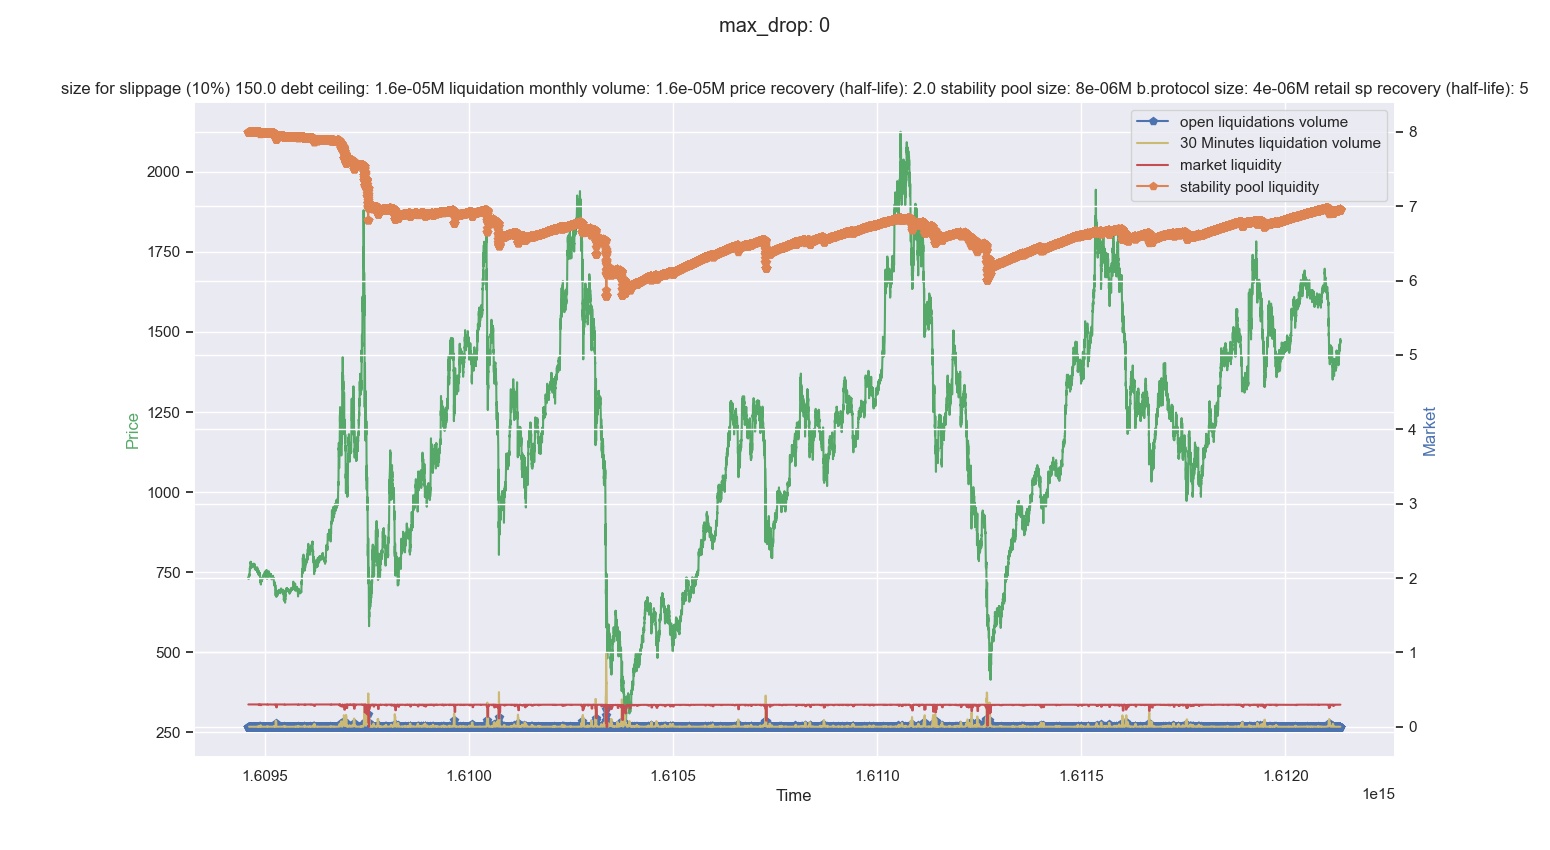 max_drop: 0
size for slippage (10%) 150.0 debt ceiling: 1.6e-05M liquidation monthly volume: 1.6e-05M price recovery (half-life): 2.0 stability pool size: 8e-06M b.protocol size: 4e-06M retail sp recovery (half-life): 5
open liquidations volume
30 Minutes liquidation volume
market liquidity
stability pool liquidity
2000
1750
1500
1250
1000
750
500
250
Price
8
7
6
5
4
3
2
1
0
Market
1.6095 1.6100 1.6105 1.6110 1.6115 1.6120
Time
1e15